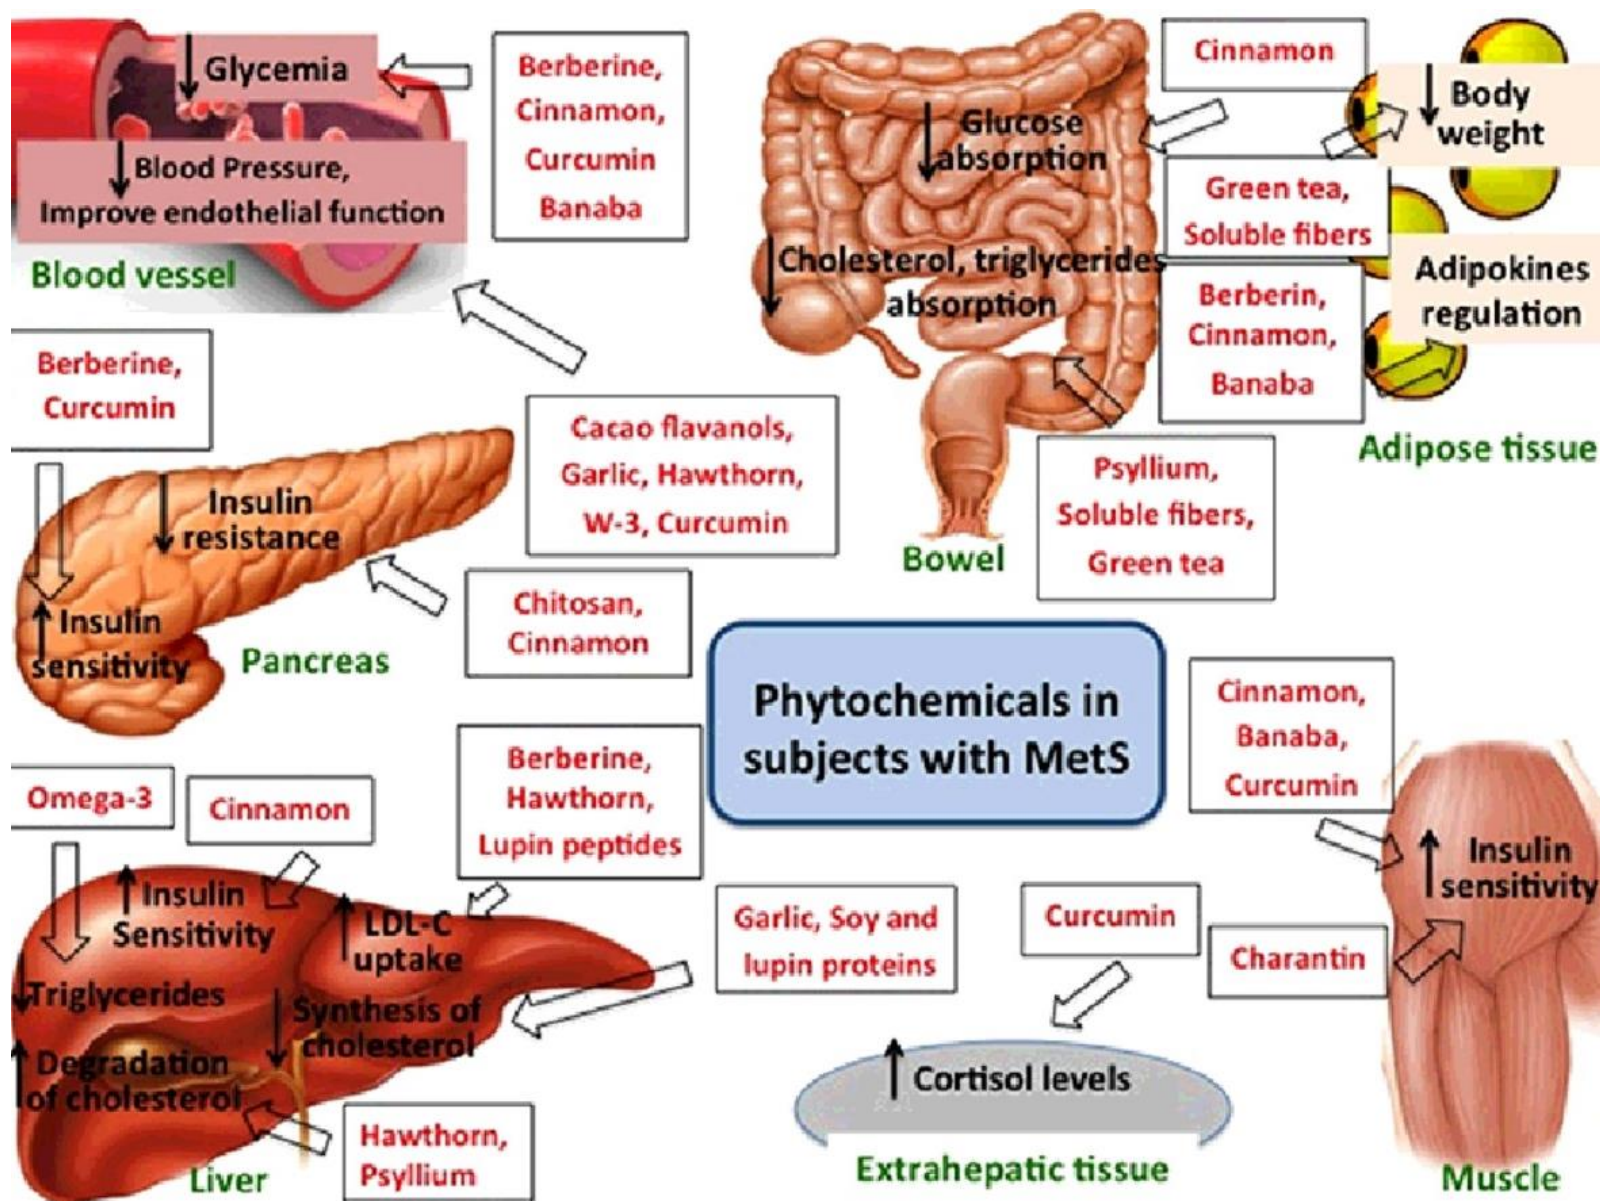 Glycemia
Blood Pressure,
Improve endothelial function
Blood vessel
Berberine,
Cinnamon,
Curcumin
Banaba
Glucose
absorption
Cholesterol, triglycerides
absorption
Bowel
Cinnamon
Body
weight
Green tea,
Soluble fibers
Adipokines
regulation
Berberin,
Cinnamon,
Banaba
Adipose tissue
Psyllium,
Soluble fibers,
Green tea
Berberine,
Curcumin
Cacao flavanols,
Garlic, Hawthorn,
W-3, Curcumin
Insulin
resistance
Insulin
sensitivity
Pancreas
Chitosan,
Cinnamon
Phytochemicals in
subjects with MetS
Cinnamon,
Banaba,
Curcumin
Insulin
sensitivity
Charantin
Muscle
Omega-3
Cinnamon
Berberine,
Hawthorn,
Lupin peptides
Insulin
Sensitivity
LDL-C
uptake
Triglycerides
Synthesis of
cholesterol
Degradation
of cholesterol
Liver
Garlic, Soy and
lupin proteins
Hawthorn,
Psyllium
Curcumin
Cortisol levels
Extrahepatic tissue